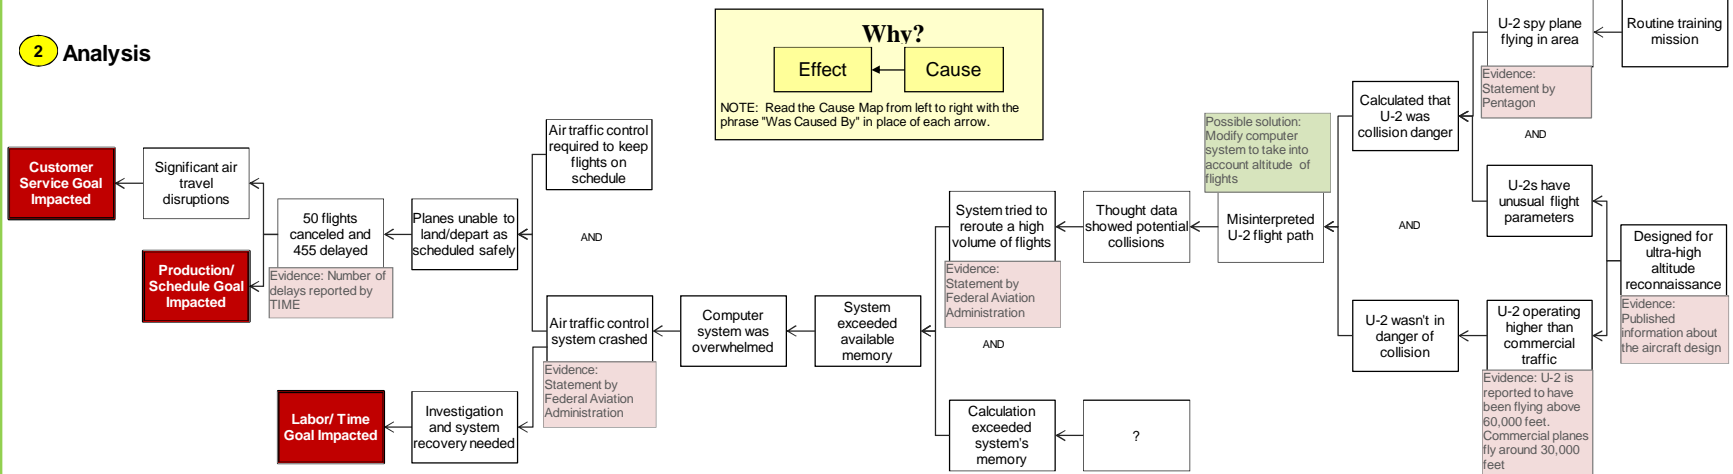 2 Analysis
Why?
Effect
Cause
NOTE: Read the Cause Map from left to right with the
phrase "Was Caused By" in place of each arrow.
Customer
Service Goal
Impacted
Significant air
travel
disruptions
Production/
Schedule Goal
Impacted
50 flights
canceled and
455 delayed
Evidence: Number of
delays reported by
TIME
Planes unable to
land/depart as
scheduled safely
Air traffic control
required to keep
flights on
schedule
AND
Air traffic control
system crashed
Evidence:
Statement by
Federal Aviation
Administration
Labor/ Time
Goal Impacted
Investigation
and system
recovery needed
Computer
system was
overwhelmed
System
exceeded
available
memory
System tried to
reroute a high
volume of flights
Evidence:
Statement by
Federal Aviation
Administration
AND
Calculation
exceeded
system's
memory
?
Thought data
showed potential
collisions
Possible solution:
Modify computer
system to take into
account altitude of
flights
Misinterpreted
U-2 flight path
Calculated that
U-2 was
collision danger
AND
U-2 wasn't in
danger of
collision
U-2 spy plane
flying in area
Evidence:
Statement by
Pentagon
Routine training
mission
AND
U-2s have
unusual flight
parameters
U-2 operating
higher than
commercial
traffic
Evidence: U-2 is
reported to have
been flying above
60,000 feet.
Commercial planes
fly around 30,000
feet
Designed for
ultra-high
altitude
reconnaissance
Evidence:
Published
information about
the aircraft design